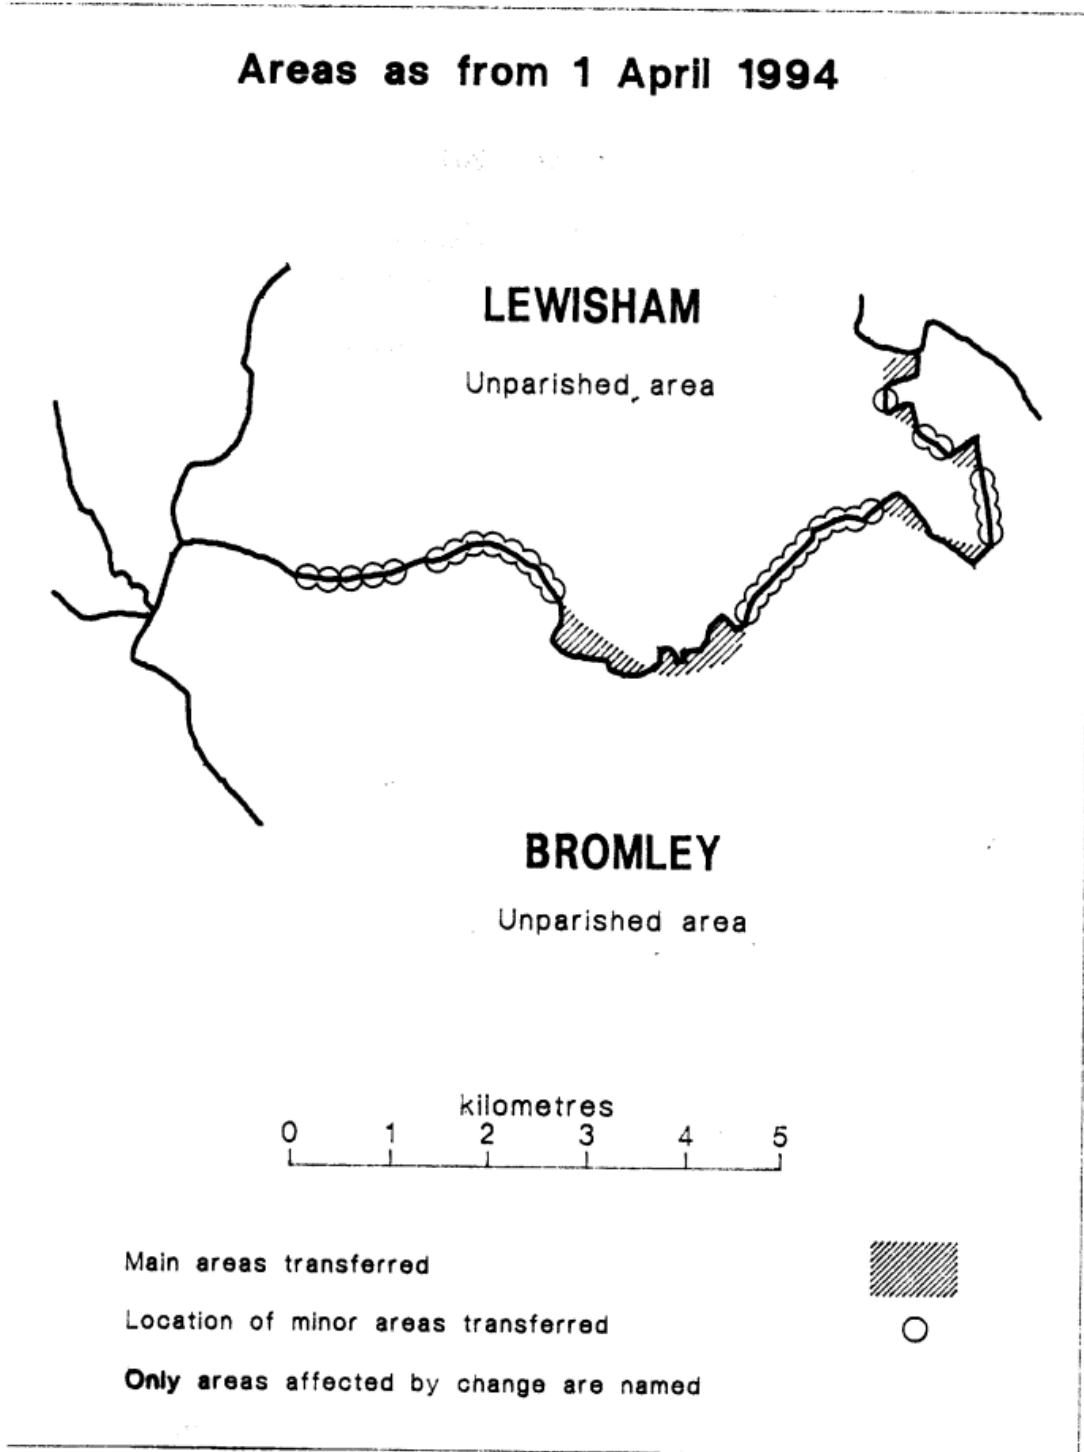 Areas as from 1 April 1994
LEWISHAM
Unparished area
BROMLEY
Unparished area
kilometres
0 1 2 3 4 5
Main areas transferred
Location of minor areas transferred
Only areas affected by change are named